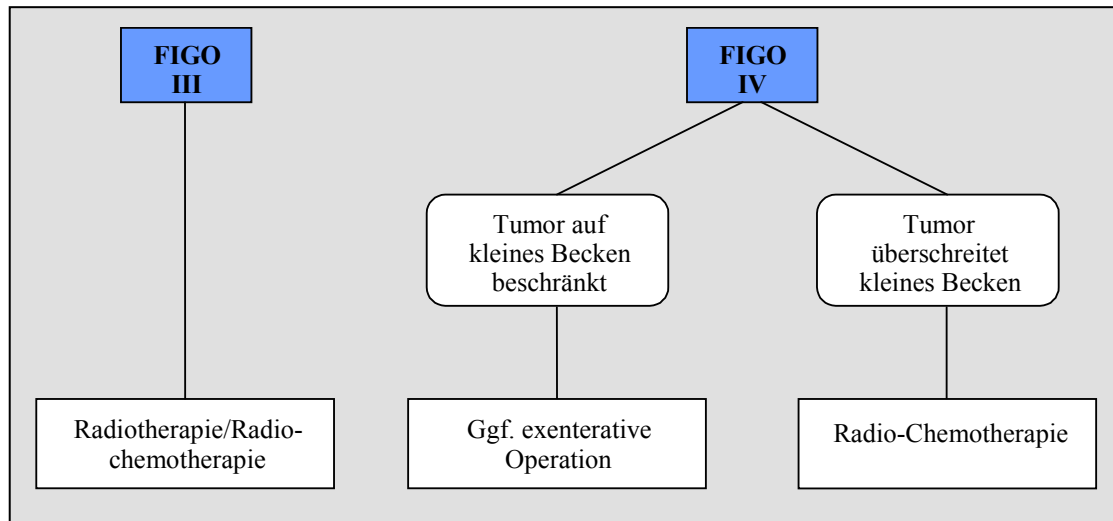 FIGO
III
FIGO
IV
Tumor auf
kleines Becken
beschränkt
Tumor
überschreitet
kleines Becken
Radiotherapie/Radio-
chemotherapie
Ggf. exenterative
Operation
Radio-Chemotherapie